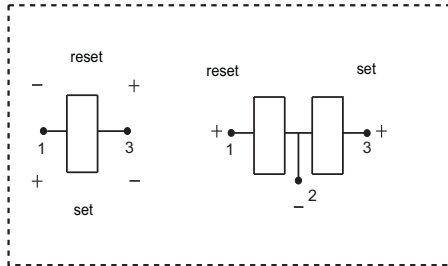 reset
− +
1 3
+ −
set
reset set
+ 1 3 +
2
−